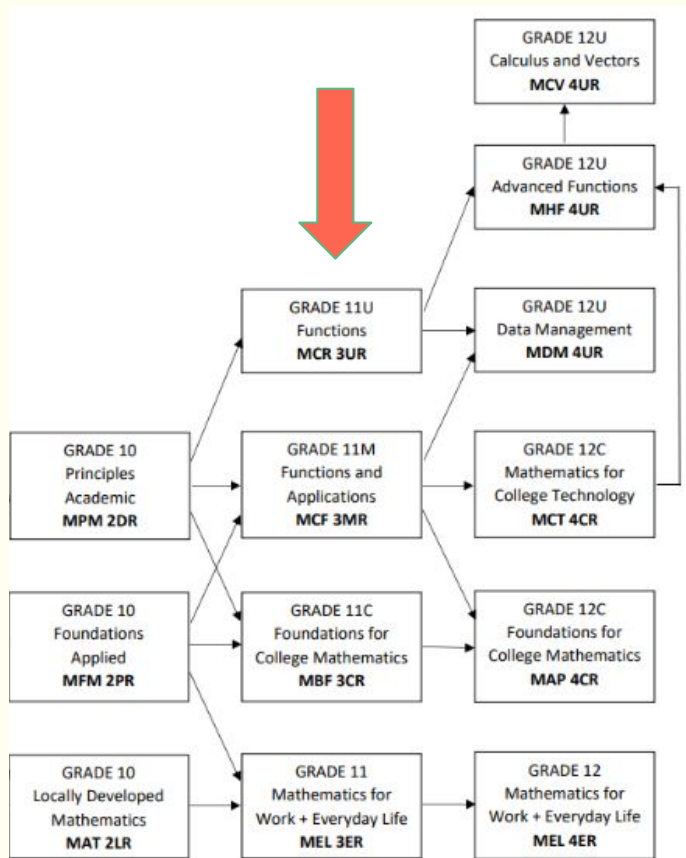 GRADE 12U
Calculus and Vectors
MCV 4UR
GRADE 12U
Advanced Functions
MHF 4UR
GRADE 11U
Functions
MCR 3UR
GRADE 12U
Data Management
MDM 4UR
GRADE 10
Principles
Academic
MPM 2DR
GRADE 11M
Functions and
Applications
MCF 3MR
GRADE 12C
Mathematics for
College Technology
MCT 4CR
GRADE 10
Foundations
Applied
MFM 2PR
GRADE 11C
Foundations for
College Mathematics
MBF 3CR
GRADE 12C
Foundations for
College Mathematics
MAP 4CR
GRADE 10
Locally Developed
Mathematics
MAT 2LR
GRADE 11
Mathematics for
Work + Everyday Life
MEL 3ER
GRADE 12
Mathematics for
Work + Everyday Life
MEL 4ER